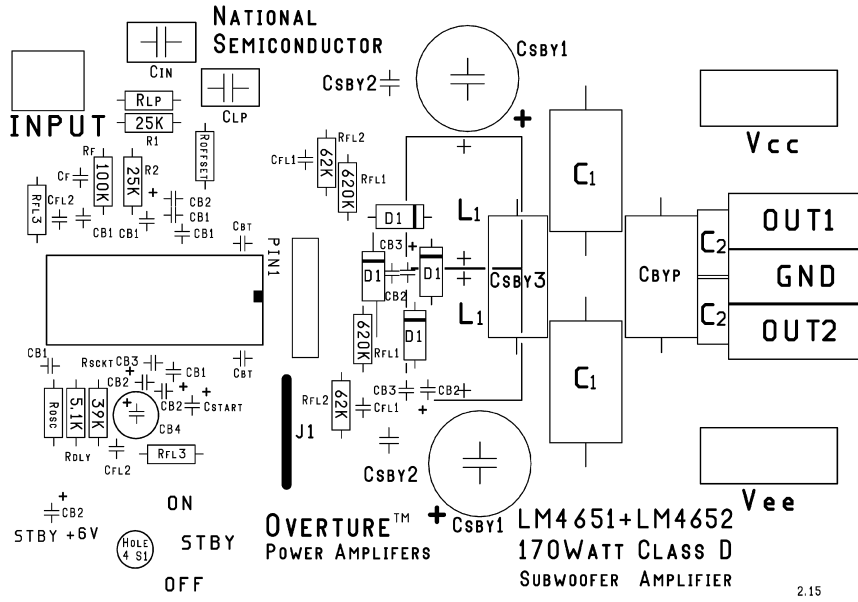 NATIONAL
SEMICONDUCTOR
CIN
CLP
INPUT
RLP
25K
R1
ROFFSET
RF
100K
25K
R2
CF
RFL3
CFL2
CB1
CB1
CB2
CB1
CB1
CBT
PIN1
CSBY1
CSBY2
RFL2
CFL1
62K
620K
RFL1
D1
CB3
D1
D1
CB2
L1
L1
CSBY3
C1
C1
CBYP
Vcc
C2
C2
OUT1
GND
OUT2
D1
620K
RFL1
CB1
RSCKT
CB3
CB1
CB2
CB2
CSTART
CBT
ROSC
5.1K
39K
CB4
RDLY
CFL2
RFL3
J1
RFL2
62K
CFL1
CB3
CB2
CSBY2
CSBY1
Vee
CB2
STBY +6V
HOLE
4 S1
ON
STBY
OFF
OVERTURE™
POWER AMPLIFERS
LM4651+LM4652
170WATT CLASS D
SUBWOOFER AMPLIFIER
2.15